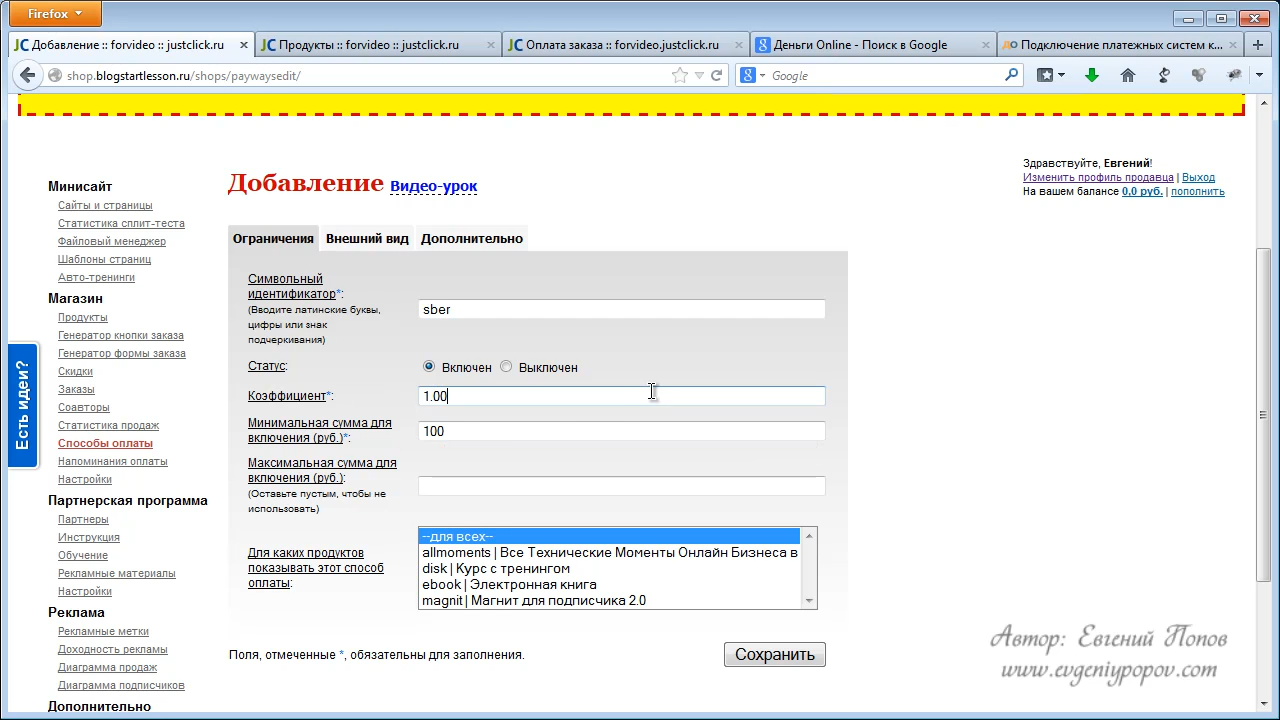 Firefox
Добавление :: forvideo :: justclick.ru
Продукты :: forvideo :: justclick.ru
Оплата заказа :: forvideo.justclick.ru
Деньги Online - Поиск в Google
Подключение платежных систем к...
shop.blogstartlesson.ru/shops/paywaysedit/
Google
Здравствуйте, Евгений!
Изменить профиль продавца | Выход
На вашем балансе 0,0 руб. | пополнить
Есть идеи?
Минисайт
Сайты и страницы
Статистика сплит-теста
Файловый менеджер
Шаблоны страниц
Авто-тренинги
Магазин
Продукты
Генератор кнопки заказа
Генератор формы заказа
Скидки
Заказы
Соавторы
Статистика продаж
Способы оплаты
Напоминания оплаты
Настройки
Партнерская программа
Партнеры
Инструкция
Обучение
Рекламные материалы
Настройки
Реклама
Рекламные метки
Доходность рекламы
Диаграмма продаж
Диаграмма подписчиков
Дополнительно
Добавление Видео-урок
Ограничения Внешний вид Дополнительно
Символьный
идентификатор*:
(Вводите латинские буквы,
цифры или знак
подчеркивания)
sber
Статус:
Включен Выключен
Коэффициент*:
1.00
Минимальная сумма для
включения (руб.)*:
100
Максимальная сумма для
включения (руб.):
(Оставьте пустым, чтобы не
использовать)
Для каких продуктов
показывать этот способ
оплаты:
--для всех--
allmoments | Все Технические Моменты Онлайн Бизнеса в
disk | Курс с тренингом
ebook | Электронная книга
magnit | Магнит для подписчика 2.0
Поля, отмеченные *, обязательны для заполнения.
Сохранить
Автор: Евгений Попов
www.evgeniypopov.com